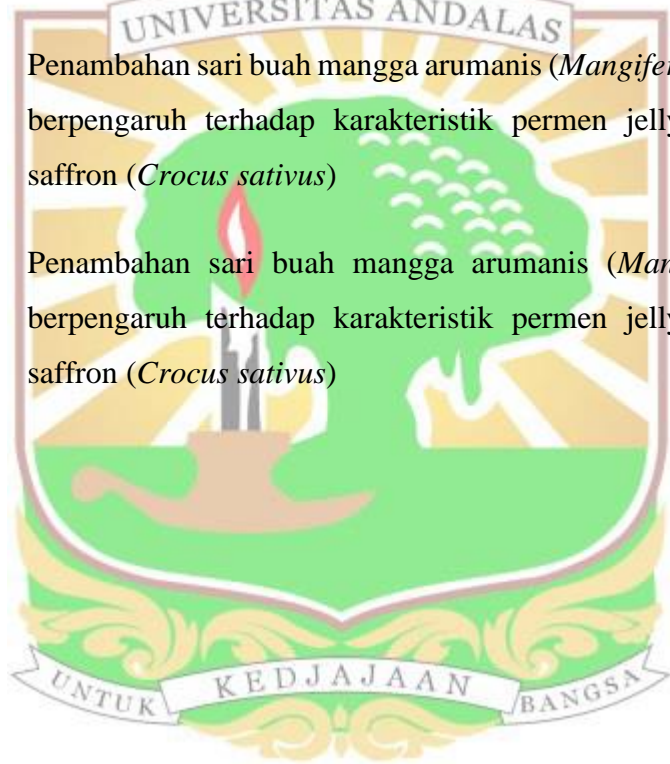 UNIVERSITAS ANDALAS
Penambahan sari buah mangga arumanis (Mangifer
berpengaruh terhadap karakteristik permen jelly
saffron (Crocus sativus)
Penambahan sari buah mangga arumanis (Man
berpengaruh terhadap karakteristik permen jelly
saffron (Crocus sativus)
UNTUK KEDJAJAAN BANGSA